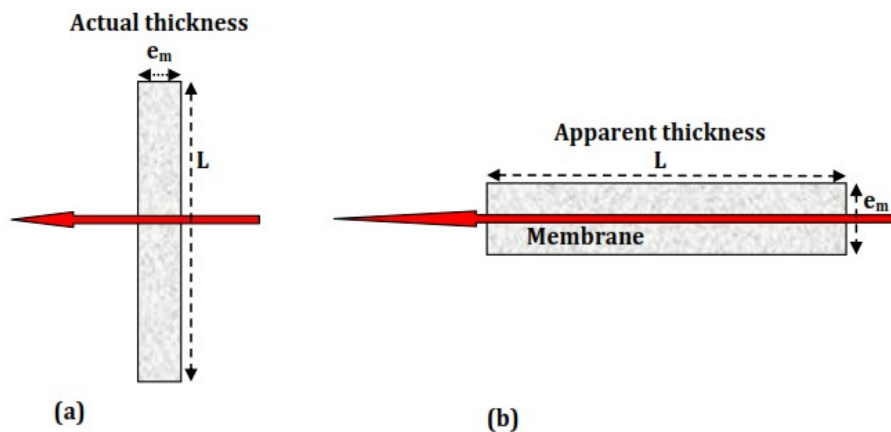 Actual thickness
eₘ
L
(a)
Apparent thickness
L
eₘ
Membrane
(b)